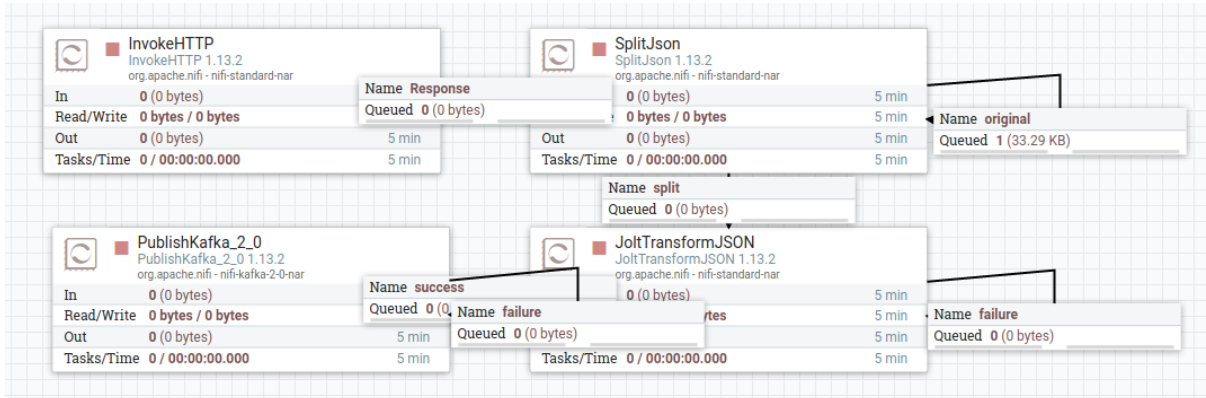 InvokeHTTP
InvokeHTTP 1.13.2
org.apache.nifi - nifi-standard-nar
In 0 (0 bytes)
Read/Write 0 bytes / 0 bytes
Out 0 (0 bytes) 5 min
Tasks/Time 0 / 00:00:00.000 5 min
Name Response
Queued 0 (0 bytes)
SplitJson
SplitJson 1.13.2
org.apache.nifi - nifi-standard-nar
0 (0 bytes) 5 min
0 bytes / 0 bytes 5 min
Out 0 (0 bytes) 5 min
Tasks/Time 0 / 00:00:00.000 5 min
Name original
Queued 1 (33.29 KB)
Name split
Queued 0 (0 bytes)
PublishKafka_2_0
PublishKafka_2_0 1.13.2
org.apache.nifi - nifi-kafka-2-0-nar
In 0 (0 bytes)
Read/Write 0 bytes / 0 bytes
Out 0 (0 bytes) 5 min
Tasks/Time 0 / 00:00:00.000 5 min
Name success
Queued 0 (0
Name failure
Queued 0 (0 bytes)
JoltTransformJSON
JoltTransformJSON 1.13.2
org.apache.nifi - nifi-standard-nar
0 (0 bytes) 5 min
5 min
0 (0 bytes) 5 min
Tasks/Time 0 / 00:00:00.000 5 min
Name failure
Queued 0 (0 bytes)